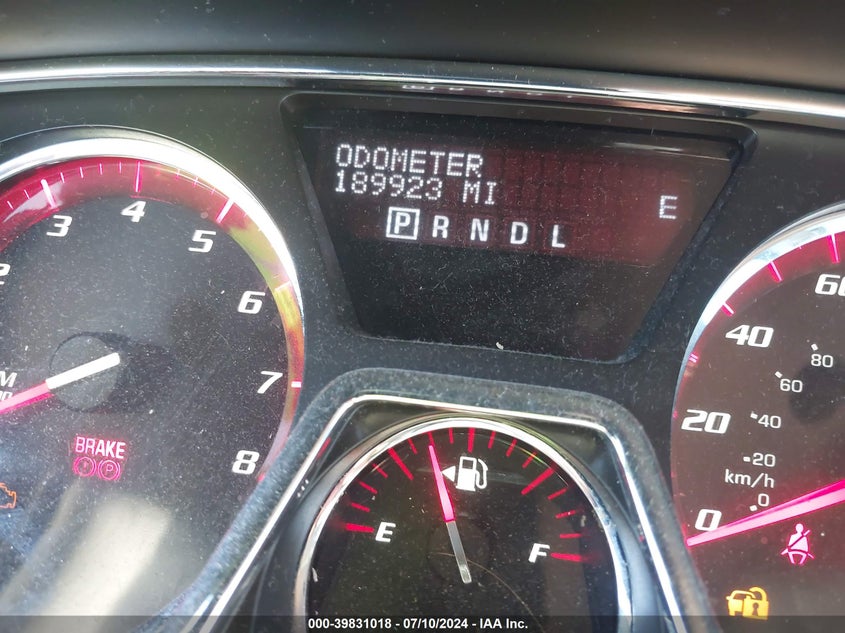 ODOMETER
189923 MI
E
P R N D L
2 3 4 5 6 7 8
BRAKE
P
E F
0 20 40 60
km/h
0 20 40 60 80
000-39831018 | 07/10/2024 - IAA Inc.